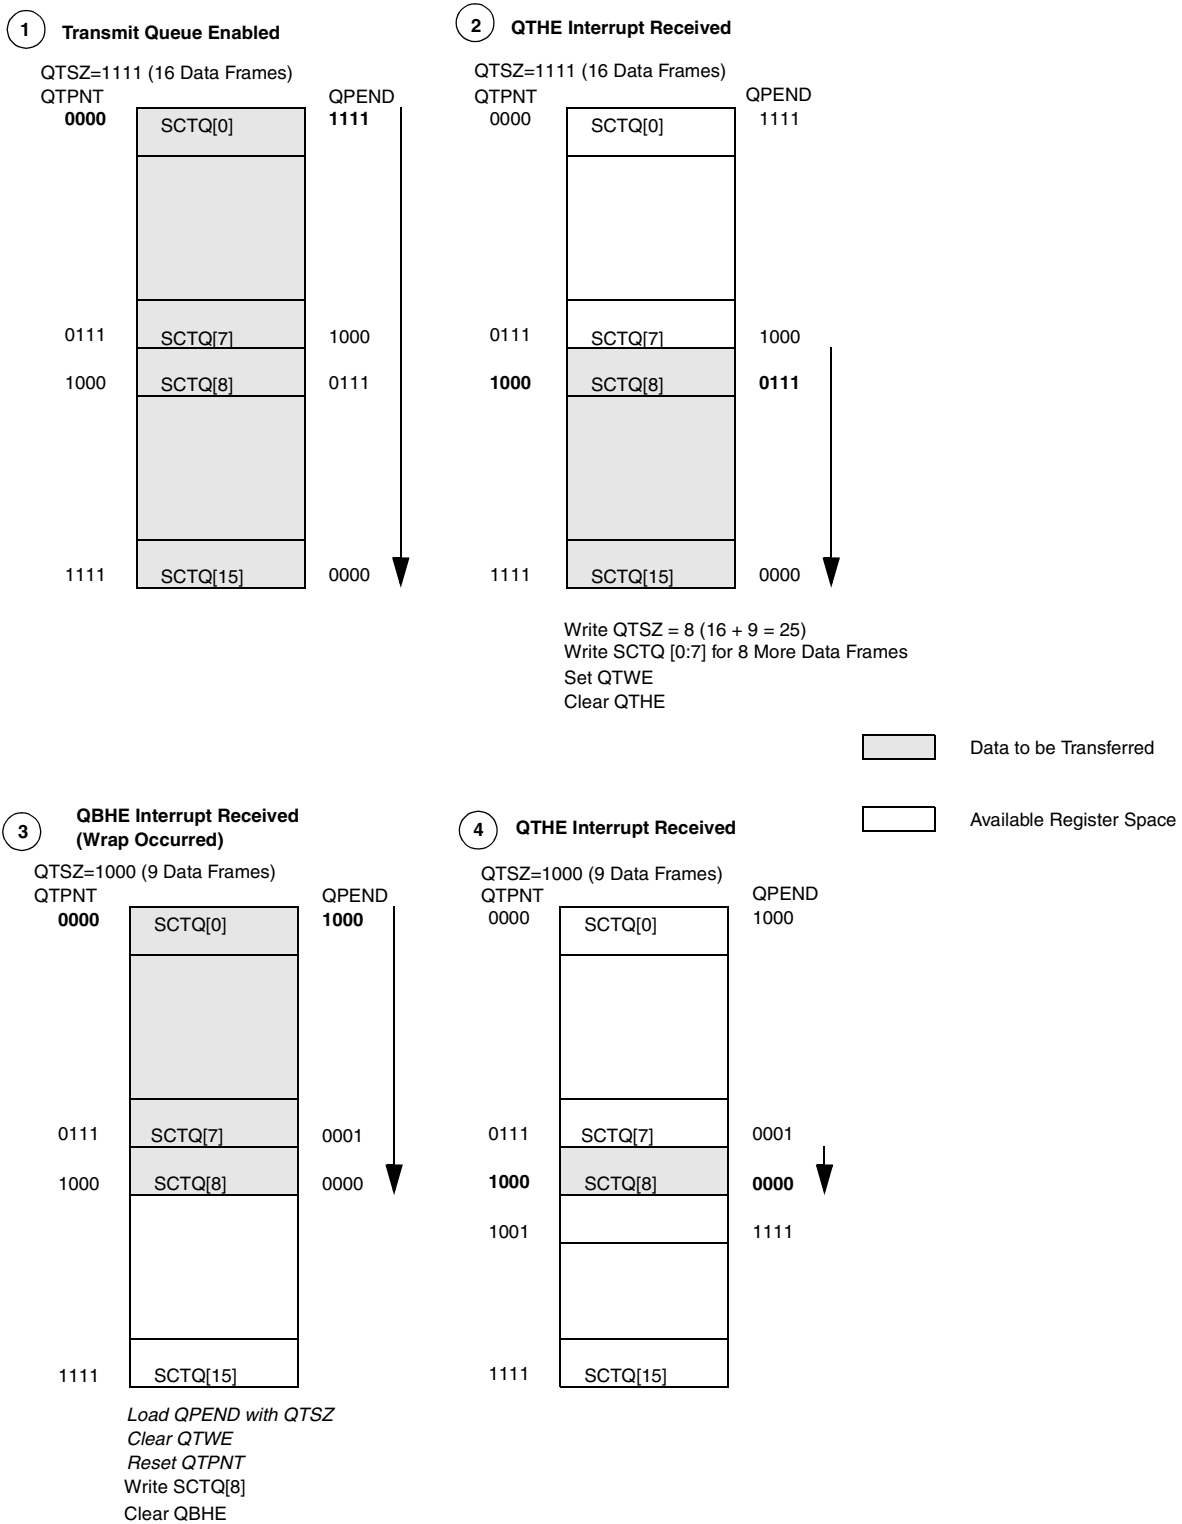 1 Transmit Queue Enabled
QTSZ=1111 (16 Data Frames)
QTPNT QPEND
0000 SCTQ[0] 1111
0111 SCTQ[7] 1000
1000 SCTQ[8] 0111
1111 SCTQ[15] 0000
2 QTHE Interrupt Received
QTSZ=1111 (16 Data Frames)
QTPNT QPEND
0000 SCTQ[0] 1111
0111 SCTQ[7] 1000
1000 SCTQ[8] 0111
1111 SCTQ[15] 0000
Write QTSZ = 8 (16 + 9 = 25)
Write SCTQ [0:7] for 8 More Data Frames
Set QTWE
Clear QTHE
Data to be Transferred
Available Register Space
3 QBHE Interrupt Received
(Wrap Occurred)
QTSZ=1000 (9 Data Frames)
QTPNT QPEND
0000 SCTQ[0] 1000
0111 SCTQ[7] 0001
1000 SCTQ[8] 0000
1111 SCTQ[15]
Load QPEND with QTSZ
Clear QTWE
Reset QTPNT
Write SCTQ[8]
Clear QBHE
4 QTHE Interrupt Received
QTSZ=1000 (9 Data Frames)
QTPNT QPEND
0000 SCTQ[0] 1000
0111 SCTQ[7] 0001
1000 SCTQ[8] 0000
1001 1111
1111 SCTQ[15]